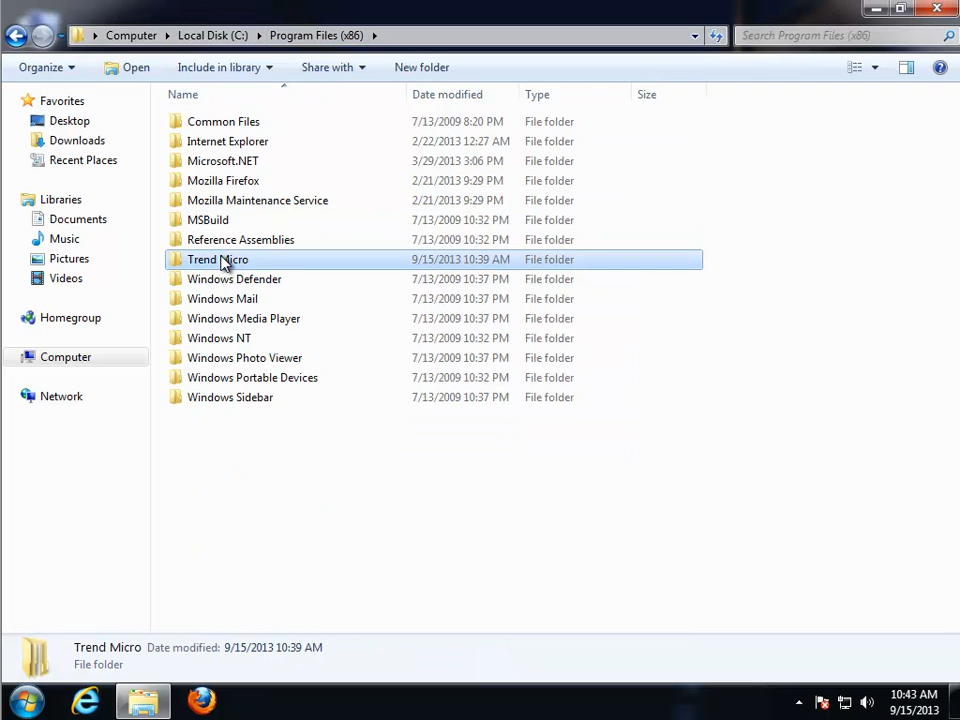 Computer Local Disk (C:) Program Files (x86) Search Program Files (x86)
Organize Open Include in library Share with New folder
Name Date modified Type Size
Favorites
Desktop
Downloads
Recent Places
Libraries
Documents
Music
Pictures
Videos
Homegroup
Computer
Network
Common Files 7/13/2009 8:20 PM File folder
Internet Explorer 2/22/2013 12:27 AM File folder
Microsoft.NET 3/29/2013 3:06 PM File folder
Mozilla Firefox 2/21/2013 9:29 PM File folder
Mozilla Maintenance Service 2/21/2013 9:29 PM File folder
MSBuild 7/13/2009 10:32 PM File folder
Reference Assemblies 7/13/2009 10:32 PM File folder
Trend Micro 9/15/2013 10:39 AM File folder
Windows Defender 7/13/2009 10:37 PM File folder
Windows Mail 7/13/2009 10:37 PM File folder
Windows Media Player 7/13/2009 10:37 PM File folder
Windows NT 7/13/2009 10:32 PM File folder
Windows Photo Viewer 7/13/2009 10:37 PM File folder
Windows Portable Devices 7/13/2009 10:32 PM File folder
Windows Sidebar 7/13/2009 10:37 PM File folder
Trend Micro Date modified: 9/15/2013 10:39 AM
File folder
10:43 AM
9/15/2013